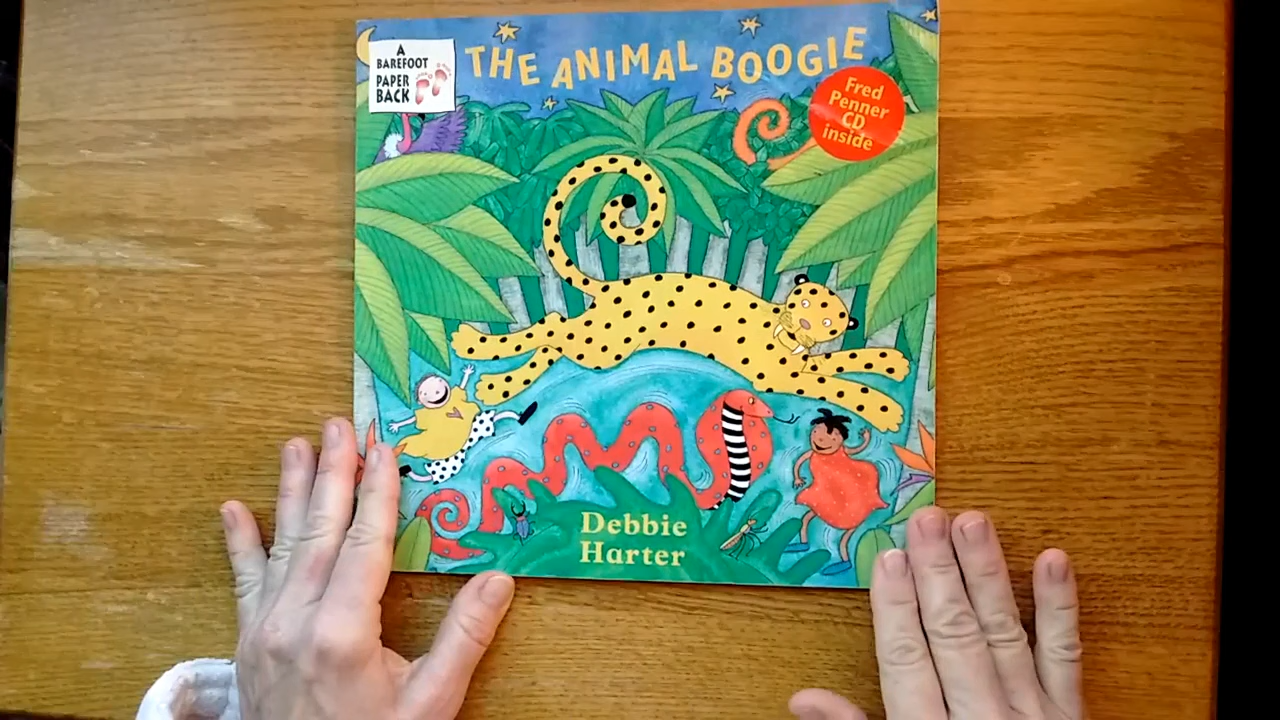 THE ANIMAL BOOGIE
A
BAREFOOT
PAPER
BACK
Fred
Penner
CD
inside
Debbie
Harter